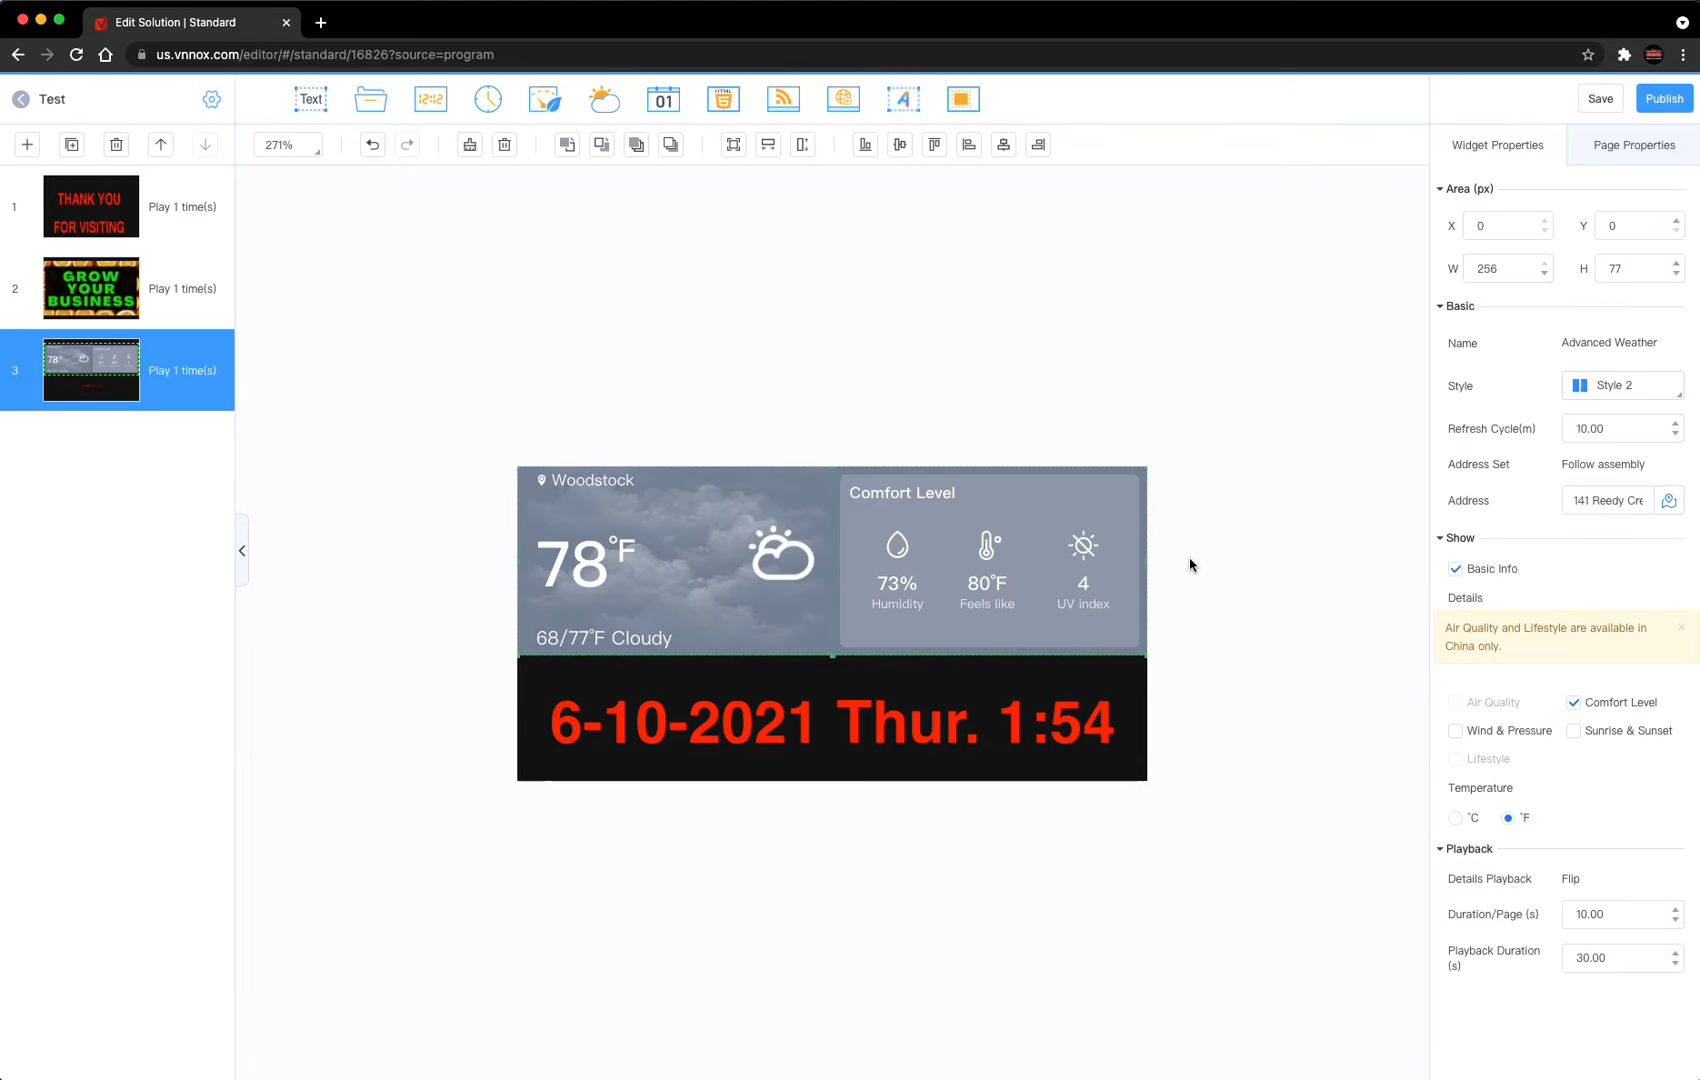 Edit Solution | Standard
us.vnnox.com/editor/#/standard/16826?source=program
Test
Text
12:12
01
HTML
A
Save
Publish
271%
Widget Properties
Page Properties
1
THANK YOU
FOR VISITING
Play 1 time(s)
2
GROW
YOUR
BUSINESS
Play 1 time(s)
3
78°
Play 1 time(s)
Woodstock
78°F
68/77°F Cloudy
Comfort Level
73%
Humidity
80°F
Feels like
4
UV index
6-10-2021 Thur. 1:54
Area (px)
X 0 Y 0
W 256 H 77
Basic
Name Advanced Weather
Style Style 2
Refresh Cycle(m) 10.00
Address Set Follow assembly
Address 141 Reedy Cre
Show
Basic Info
Details
Air Quality and Lifestyle are available in
China only.
Air Quality Comfort Level
Wind & Pressure Sunrise & Sunset
Lifestyle
Temperature
°C °F
Playback
Details Playback Flip
Duration/Page (s) 10.00
Playback Duration
(s) 30.00